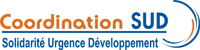 Coordination SUD
Solidarité Urgence Développement